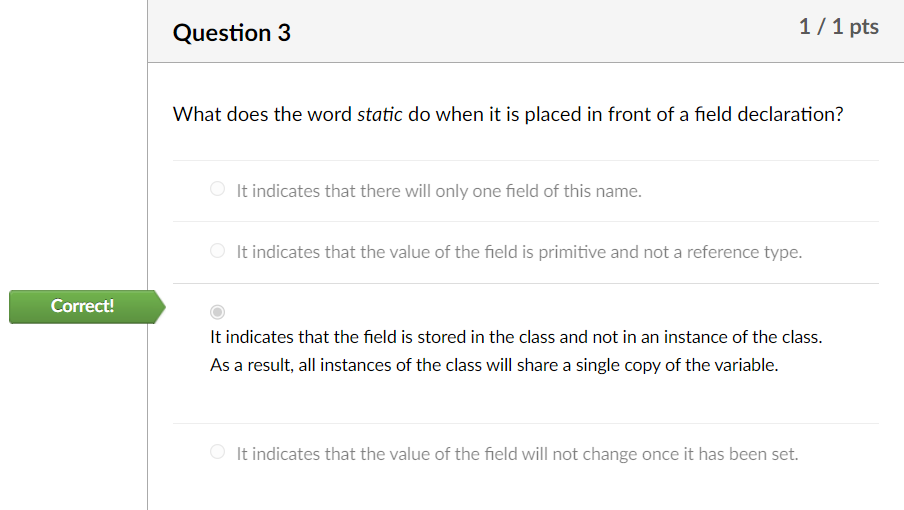 Question 3
1 / 1 pts
What does the word static do when it is placed in front of a field declaration?
It indicates that there will only one field of this name.
It indicates that the value of the field is primitive and not a reference type.
Correct!
It indicates that the field is stored in the class and not in an instance of the class.
As a result, all instances of the class will share a single copy of the variable.
It indicates that the value of the field will not change once it has been set.